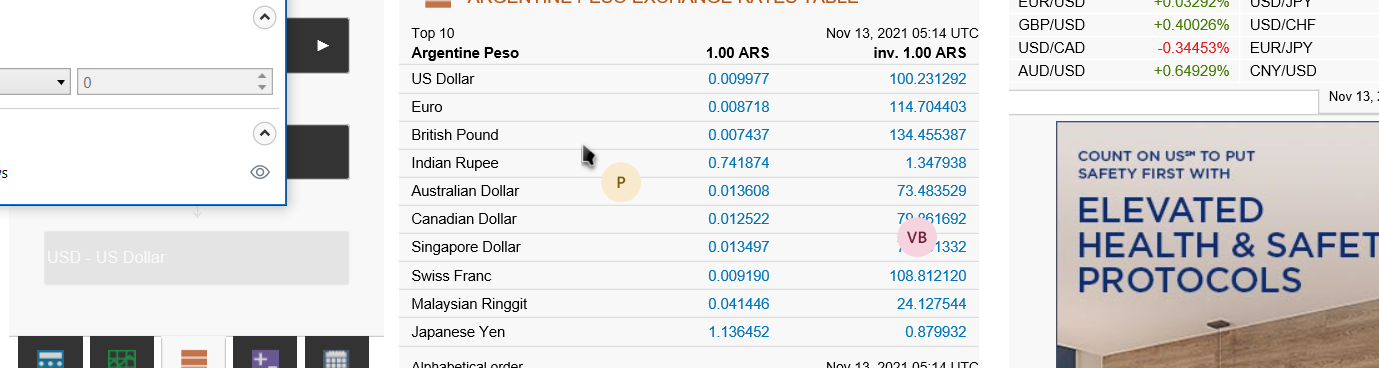 ARGENTINE PESO EXCHANGE RATES TABLE
Top 10 Nov 13, 2021 05:14 UTC
Argentine Peso 1.00 ARS inv. 1.00 ARS
US Dollar 0.009977 100.231292
Euro 0.008718 114.704403
British Pound 0.007437 134.455387
Indian Rupee 0.741874 1.347938
Australian Dollar 0.013608 73.483529
Canadian Dollar 0.012522
Singapore Dollar 0.013497
Swiss Franc 0.009190 108.812120
Malaysian Ringgit 0.041446 24.127544
Japanese Yen 1.136452 0.879932
Alphabetical order Nov 13, 2021 05:14 UTC
P
VB
0
USD - US Dollar
EUR/USD +0.03292% USD/JPY
GBP/USD +0.40026% USD/CHF
USD/CAD -0.34453% EUR/JPY
AUD/USD +0.64929% CNY/USD
Nov 13,
COUNT ON US℠ TO PUT
SAFETY FIRST WITH
ELEVATED
HEALTH & SAFET
PROTOCOLS